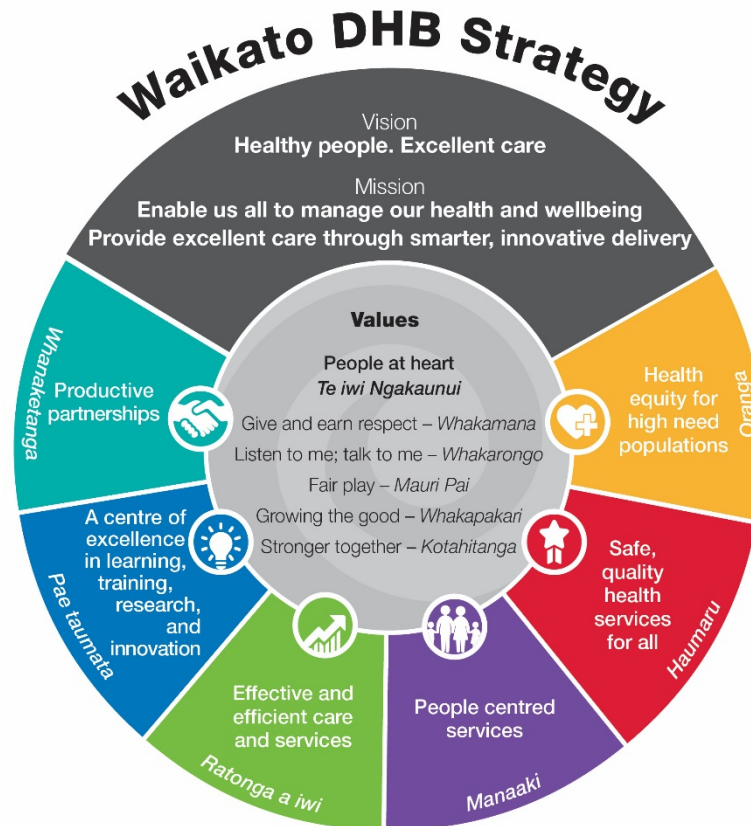 Waikato DHB Strategy
Vision
Healthy people. Excellent care
Mission
Enable us all to manage our health and wellbeing
Provide excellent care through smarter, innovative delivery
Values
People at heart
Te iwi Ngakaunui
Give and earn respect – Whakamana
Listen to me; talk to me – Whakarongo
Fair play – Mauri Pai
Growing the good – Whakapakari
Stronger together – Kotahitanga
Health
equity for
high need
populations
Oranga
Safe,
quality
health
services
for all
Haumaru
People centred
services
Manaaki
Effective and
efficient care
and services
Ratonga a iwi
A centre of
excellence
in learning,
training,
research,
and
innovation
Pae taumata
Productive
partnerships
Whanaketanga